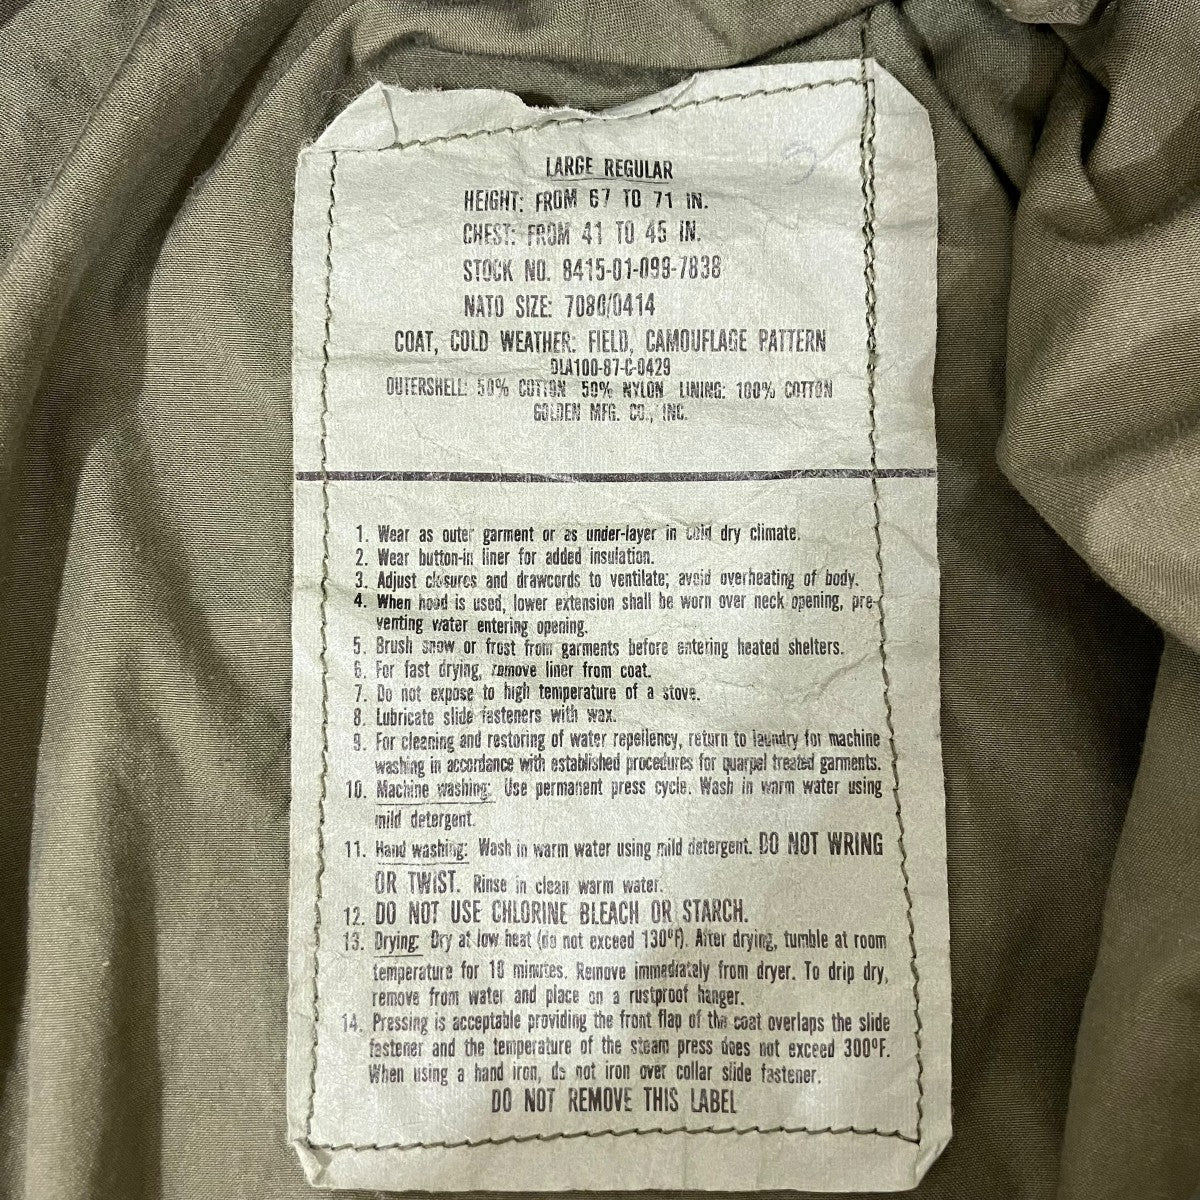 LARGE REGULAR
HEIGHT: FROM 67 TO 71 IN.
CHEST: FROM 41 TO 45 IN.
STOCK NO. 8415-01-099-7838
NATO SIZE: 7080/0414
COAT, COLD WEATHER: FIELD, CAMOUFLAGE PATTERN
DLA100-87-C-0429
OUTERSHELL: 50% COTTON 50% NYLON LINING: 100% COTTON
GOLDEN MFG. CO., INC.
1. Wear as outer garment or as under-layer in cold dry climate.
2. Wear button-in liner for added insulation.
3. Adjust closures and drawcords to ventilate; avoid overheating of body.
4. When hood is used, lower extension shall be worn over neck opening, pre-
venting water entering opening.
5. Brush snow or frost from garments before entering heated shelters.
6. For fast drying, remove liner from coat.
7. Do not expose to high temperature of a stove.
8. Lubricate slide fasteners with wax.
9. For cleaning and restoring of water repellency, return to laundry for machine
washing in accordance with established procedures for quarpel treated garments.
10. Machine washing: Use permanent press cycle. Wash in warm water using
mild detergent.
11. Hand washing: Wash in warm water using mild detergent. DO NOT WRING
OR TWIST. Rinse in clean warm water.
12. DO NOT USE CHLORINE BLEACH OR STARCH.
13. Drying: Dry at low heat (do not exceed 130ºF). After drying, tumble at room
temperature for 10 minutes. Remove immediately from dryer. To drip dry,
remove from water and place on a rustproof hanger.
14. Pressing is acceptable providing the front flap of the coat overlaps the slide
fastener and the temperature of the steam press does not exceed 300ºF.
When using a hand iron, do not iron over collar slide fastener.
DO NOT REMOVE THIS LABEL